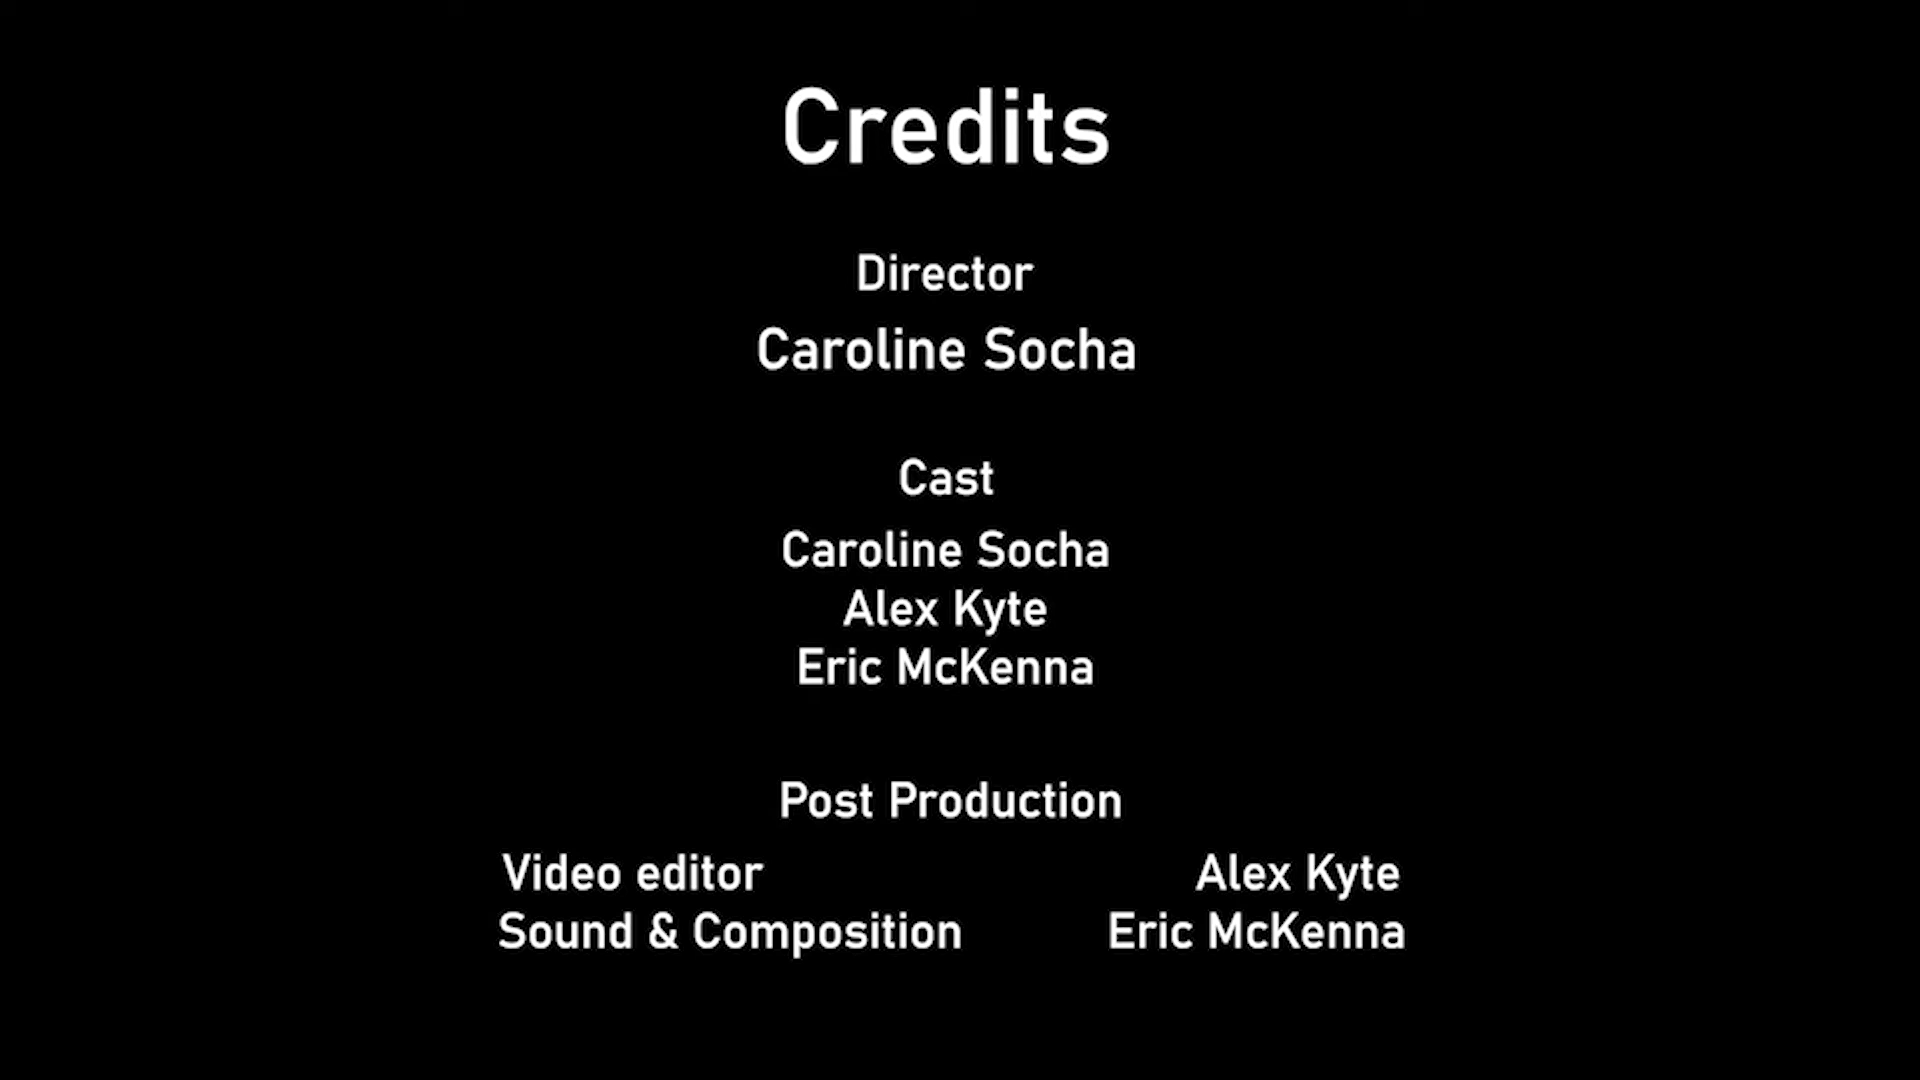 Credits
Director
Caroline Socha
Cast
Caroline Socha
Alex Kyte
Eric McKenna
Post Production
Video editor Alex Kyte
Sound & Composition Eric McKenna